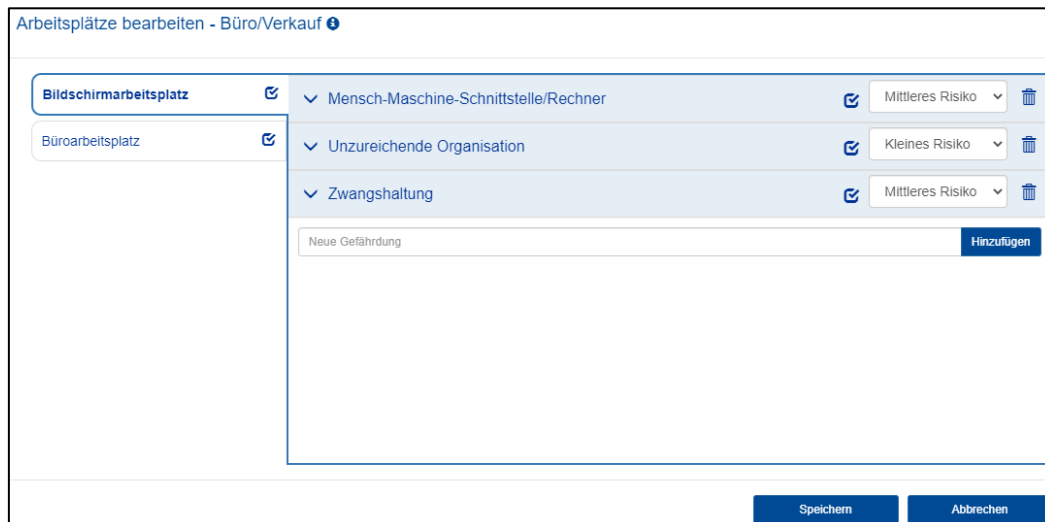 Arbeitsplätze bearbeiten - Büro/Verkauf
Bildschirmarbeitsplatz
Büroarbeitsplatz
Mensch-Maschine-Schnittstelle/Rechner Mittleres Risiko
Unzureichende Organisation Kleines Risiko
Zwangshaltung Mittleres Risiko
Neue Gefährdung Hinzufügen
Speichern Abbrechen